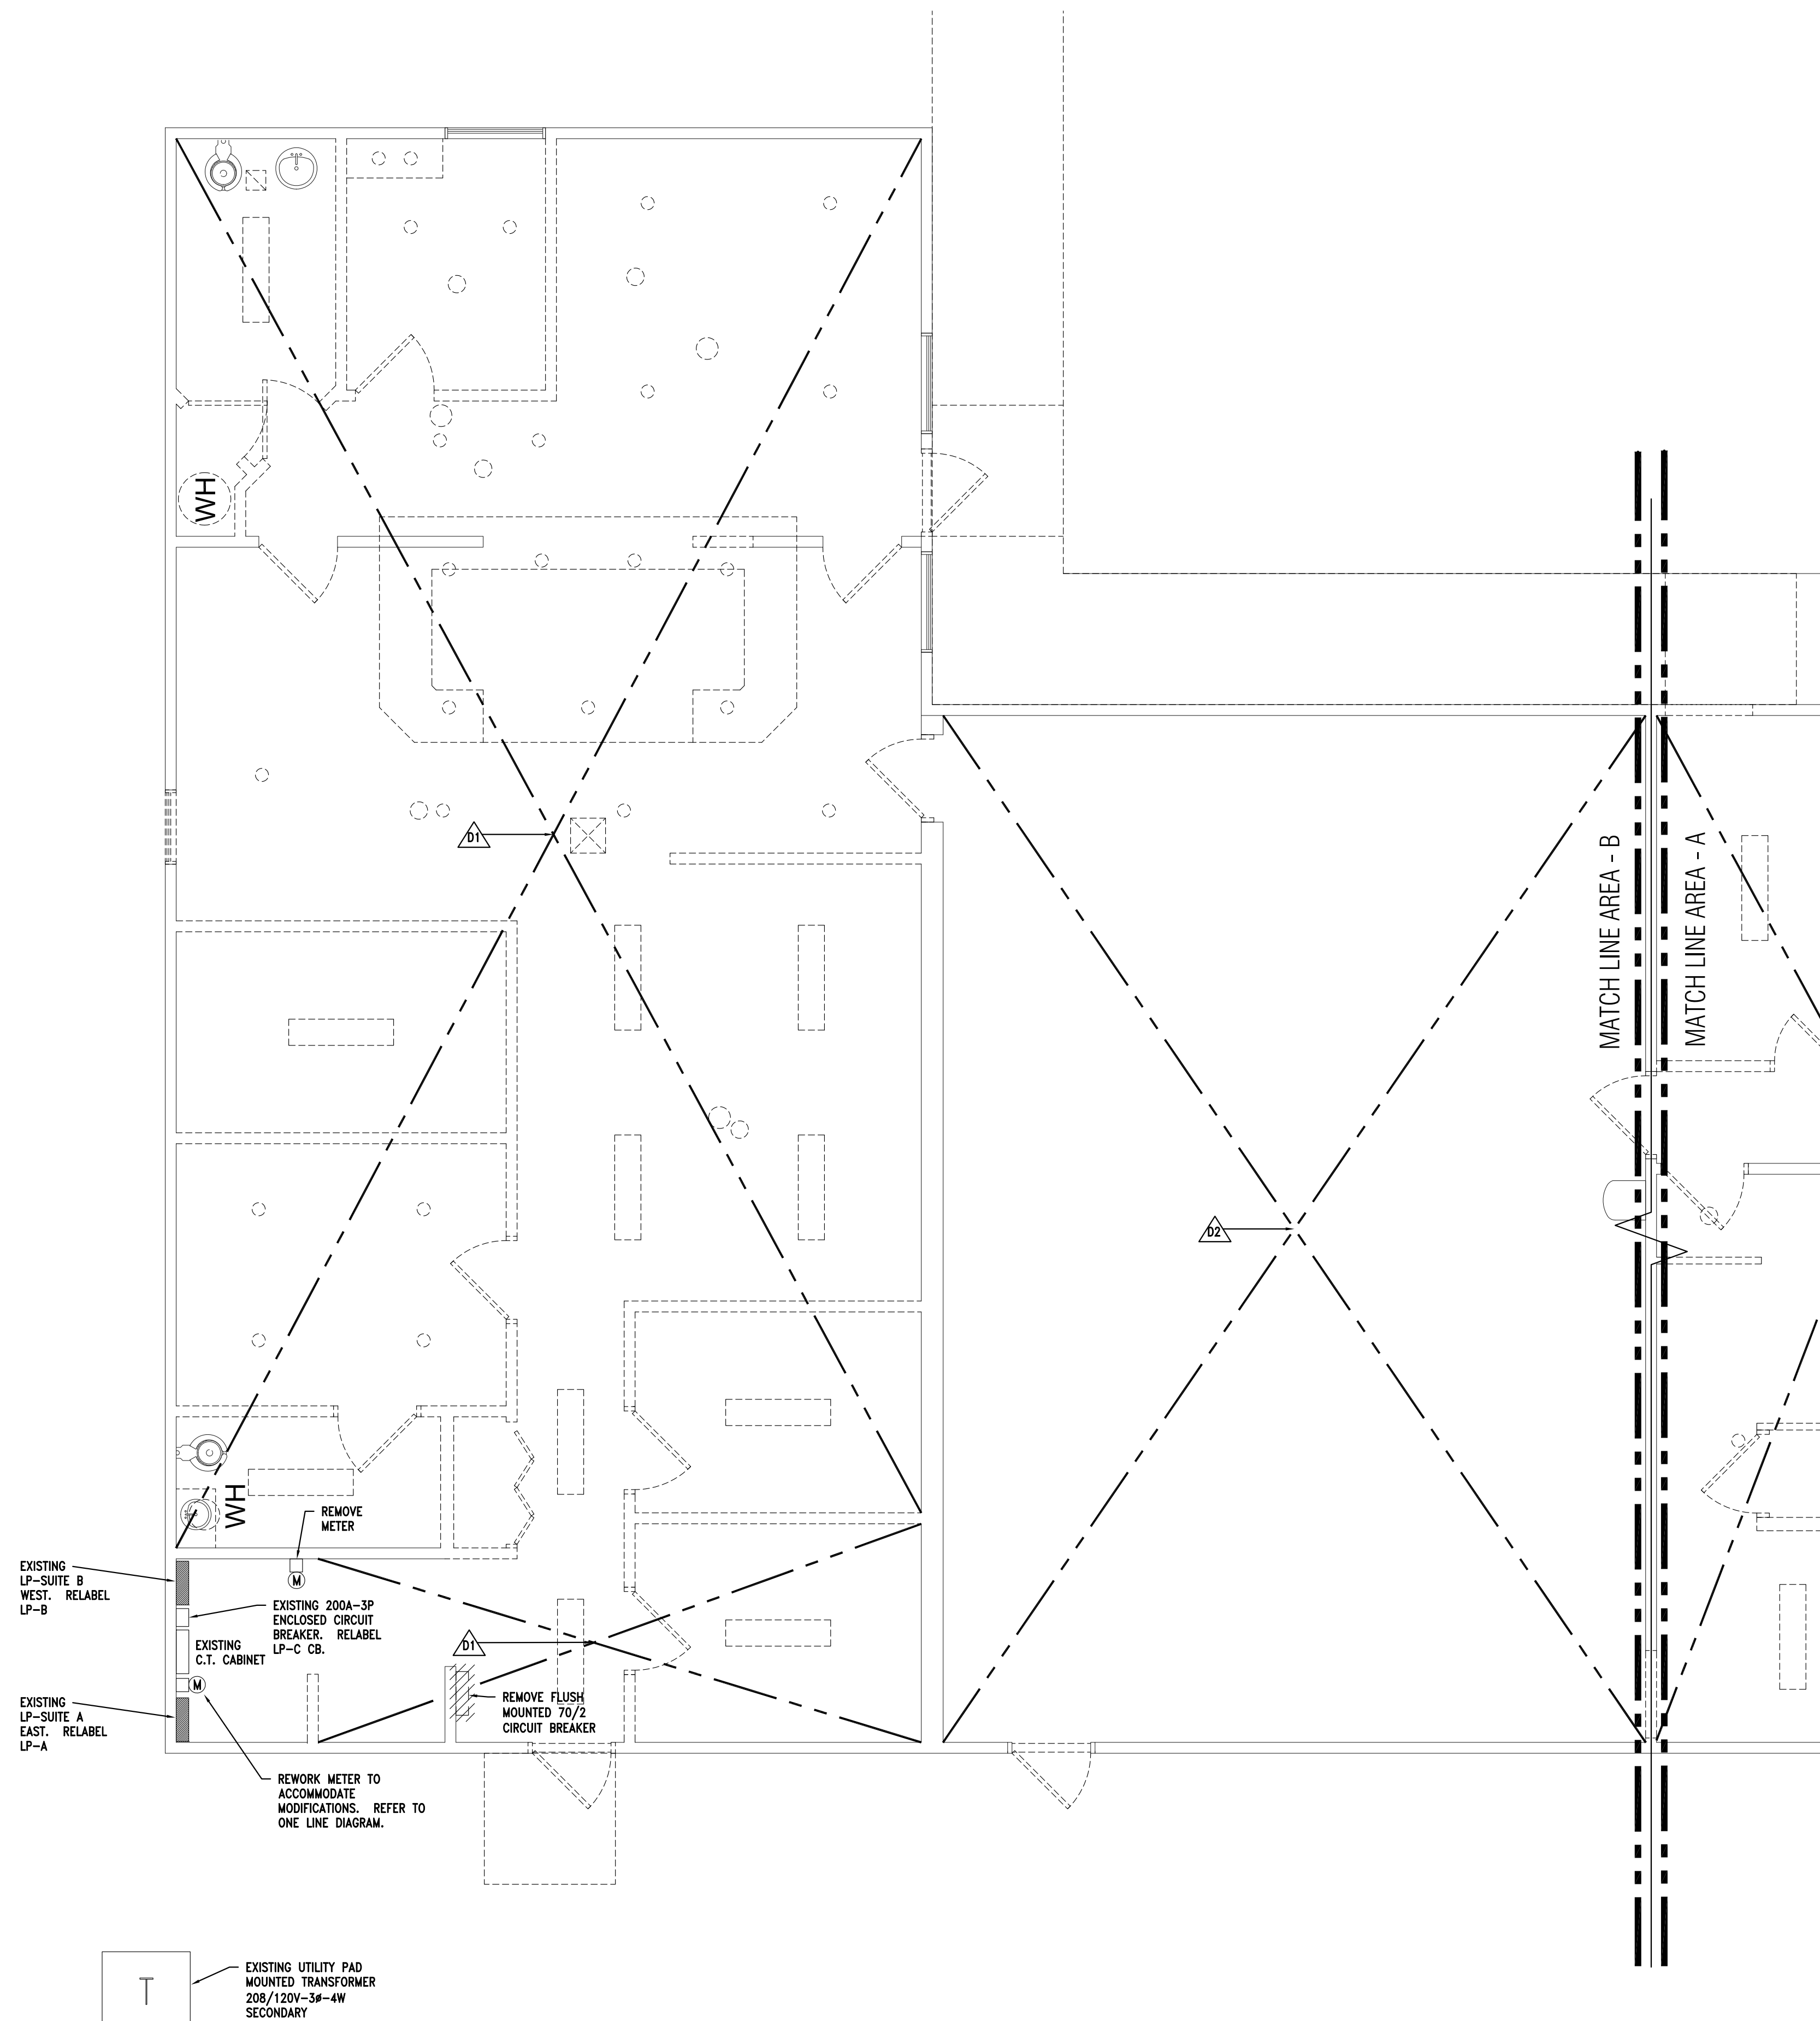 WH
D1
MATCH LINE AREA - B
MATCH LINE AREA - A
D2
WH
REMOVE
METER
M
EXISTING
LP-SUITE B
WEST. RELABEL
LP-B
EXISTING 200A-3P
ENCLOSED CIRCUIT
BREAKER. RELABEL
LP-C CB.
EXISTING
C.T. CABINET
D1
M
EXISTING
LP-SUITE A
EAST. RELABEL
LP-A
REMOVE FLUSH
MOUNTED 70/2
CIRCUIT BREAKER
REWORK METER TO
ACCOMMODATE
MODIFICATIONS. REFER TO
ONE LINE DIAGRAM.
T
EXISTING UTILITY PAD
MOUNTED TRANSFORMER
208/120V-3ø-4W
SECONDARY